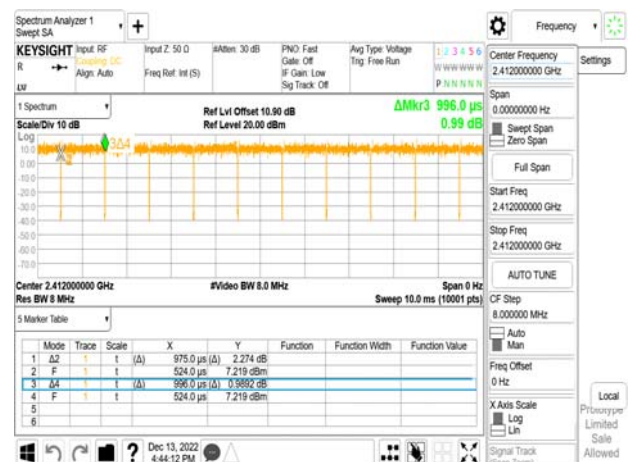 Spectrum Analyzer 1
Swept SA
Frequency
KEYSIGHT
R
LU
Input: RF
Coupling: DC
Align: Auto
Input Z: 50 Ω
Freq Ref: Int (S)
#Atten: 30 dB
PNO: Fast
Gate: Off
IF Gain: Low
Sig Track: Off
Avg Type: Voltage
Trig: Free Run
1 2 3 4 5 6
W W W W W W
P N N N N N
Center Frequency
2.412000000 GHz
Settings
1 Spectrum
Scale/Div 10 dB
Ref Lvl Offset 10.90 dB
Ref Level 20.00 dBm
ΔMkr3 996.0 µs
0.99 dB
Span
0.00000000 Hz
Swept Span
Zero Span
Full Span
Start Freq
2.412000000 GHz
Stop Freq
2.412000000 GHz
AUTO TUNE
CF Step
8.000000 MHz
Auto
Man
Freq Offset
0 Hz
X Axis Scale
Log
Lin
Signal Track
Log
10.0
0.00
-10.0
-20.0
-30.0
-40.0
-50.0
-60.0
-70.0
3Δ4
Center 2.412000000 GHz
Res BW 8 MHz
#Video BW 8.0 MHz
Span 0 Hz
Sweep 10.0 ms (10001 pts)
5 Marker Table
Mode Trace Scale X Y Function Function Width Function Value
1 Δ2 1 t (Δ) 975.0 µs (Δ) 2.274 dB
2 F 1 t 524.0 µs 7.219 dBm
3 Δ4 1 t (Δ) 996.0 µs (Δ) 0.9892 dB
4 F 1 t 524.0 µs 7.219 dBm
5
6
Dec 13, 2022
4:44:12 PM
Local
Prototype
Limited
Sale
Allowed